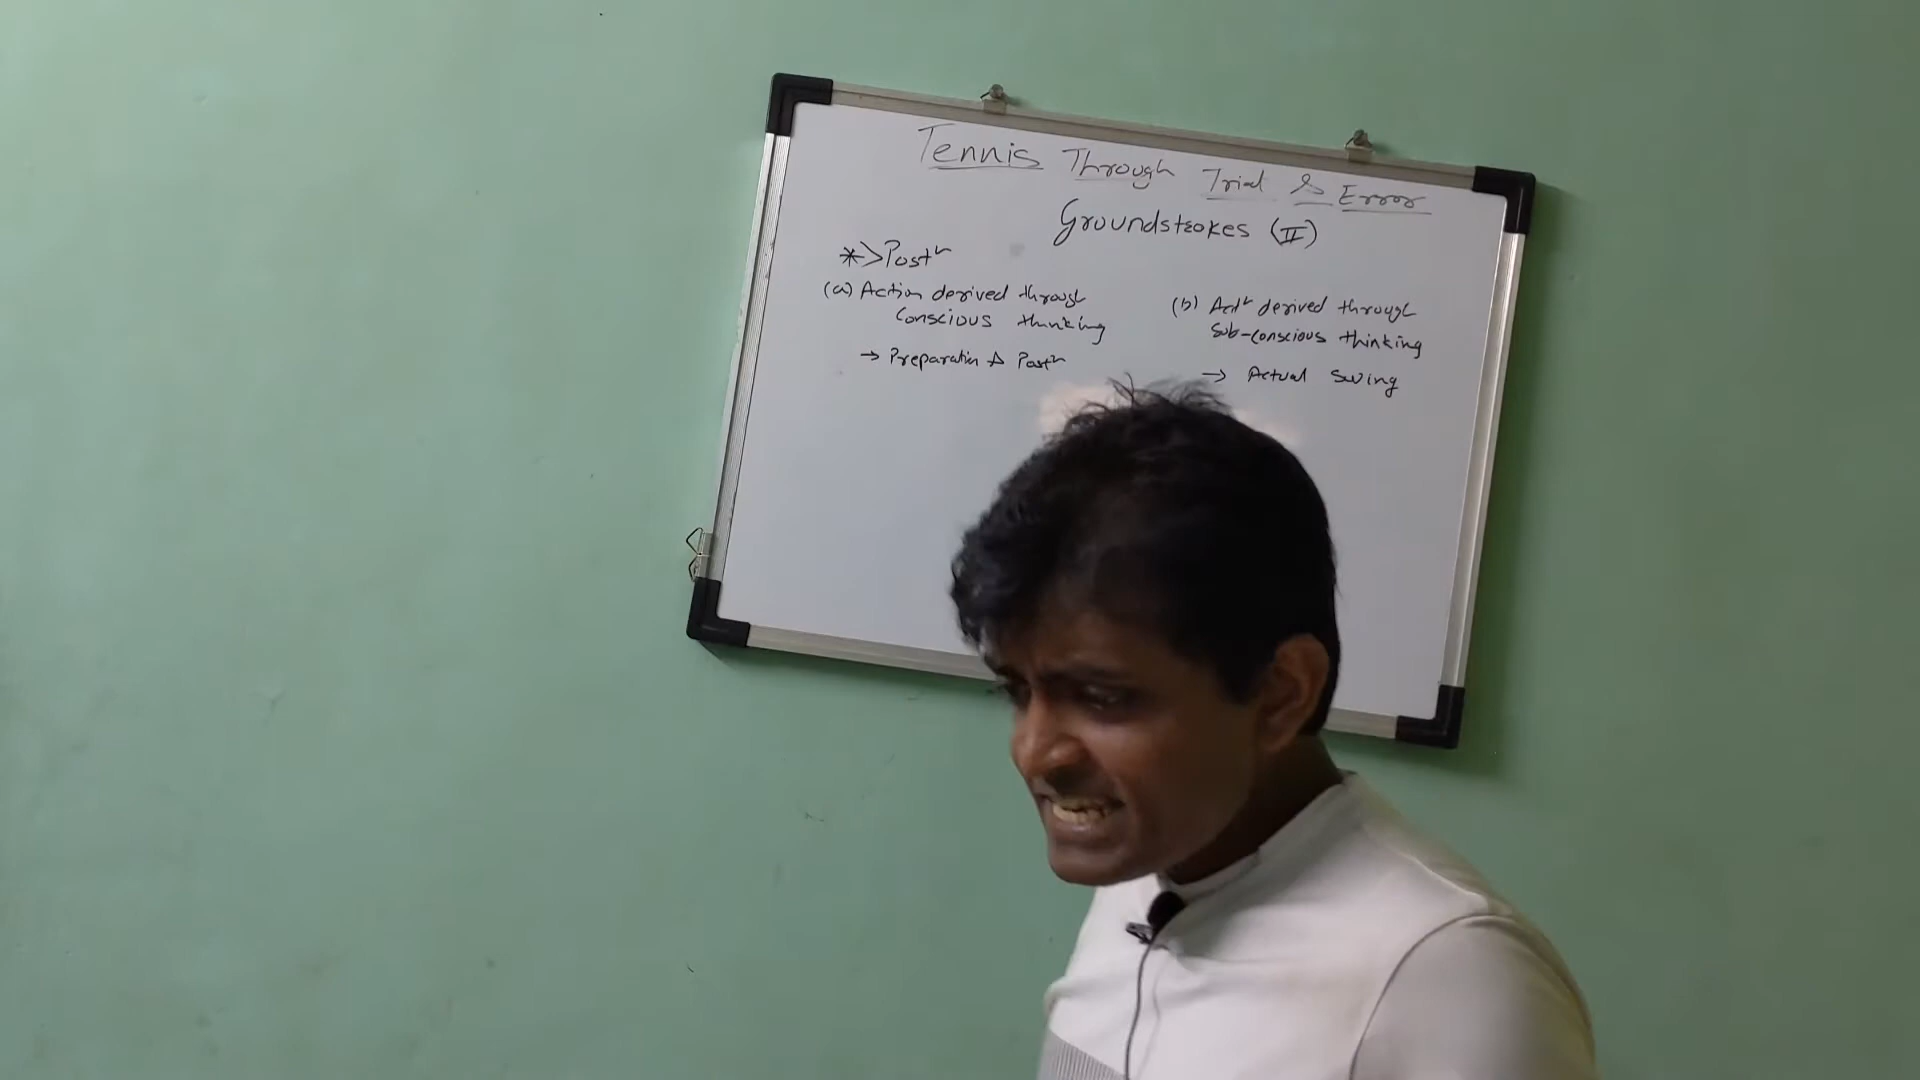 Tennis Through Trial & Error
Groundstrokes (II)
*>Postn
(a) Action derived through
Conscious thinking
→ Preparation & Postn
(b) Actn derived through
Sub-conscious thinking
→ Actual Swing